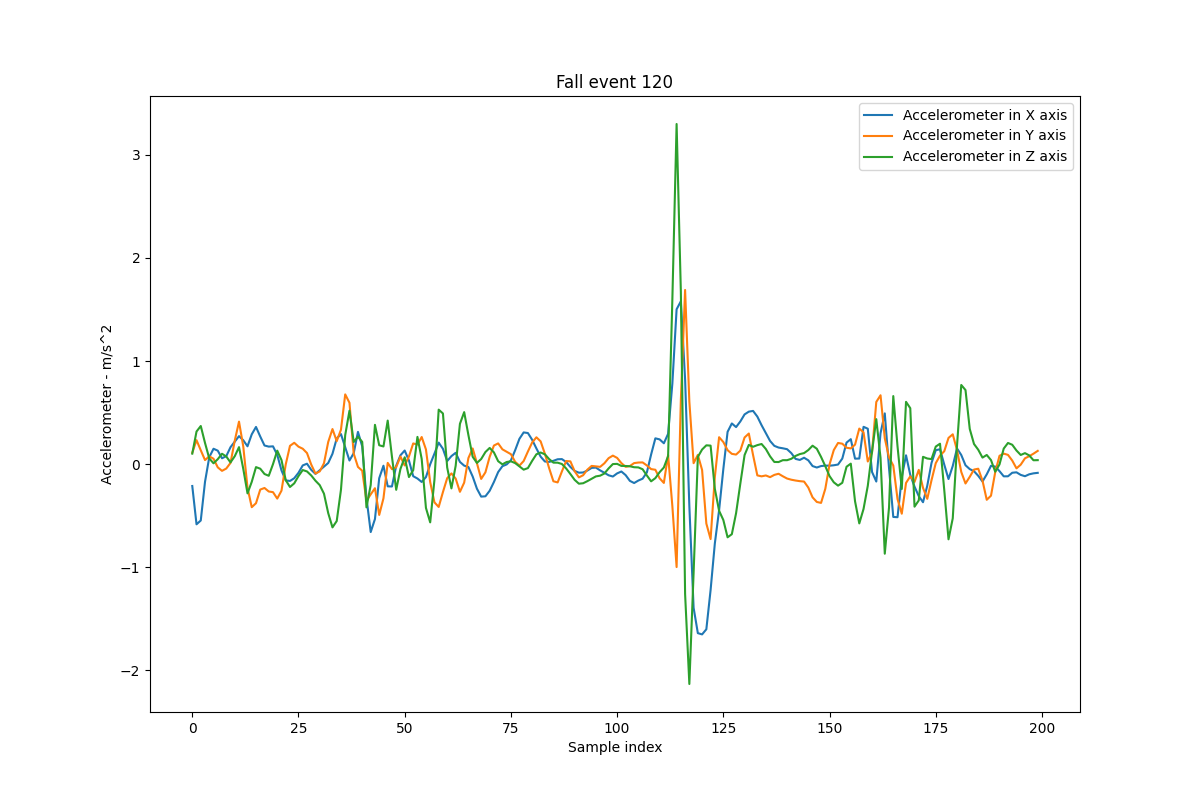 Fall event 120
Accelerometer in X axis
Accelerometer in Y axis
Accelerometer in Z axis
Accelerometer - m/s^2
3
2
1
0
−1
−2
0 25 50 75 100 125 150 175 200
Sample index